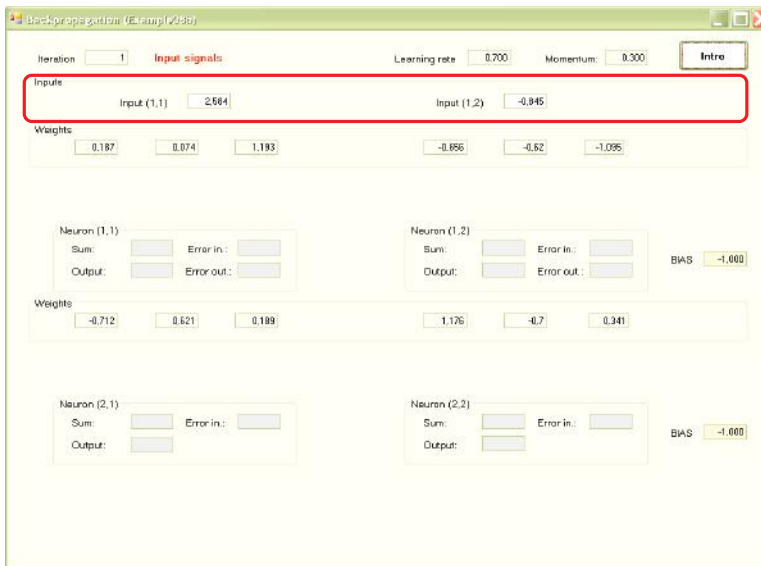 Backpropagation (Example/06b)
Iteration 1 Input signals Learning rate 0,700 Momentum: 0.300 Intro
Inputs
Input (1,1) 2,564 Input (1,2) -0,845
Weights
0.187 0,074 1,193 -0,656 -0,62 -1,095
Neuron (1,1) Neuron (1,2)
Sum: Error in.: Sum: Error in.:
BIAS -1,000
Output: Error out.: Output: Error out.:
Weights
-0,712 0,621 0,189 1,176 -0,7 0,341
Neuron (2,1) Neuron (2,2)
Sum: Error in.: Sum: Error in.:
BIAS -1.000
Output: Output: